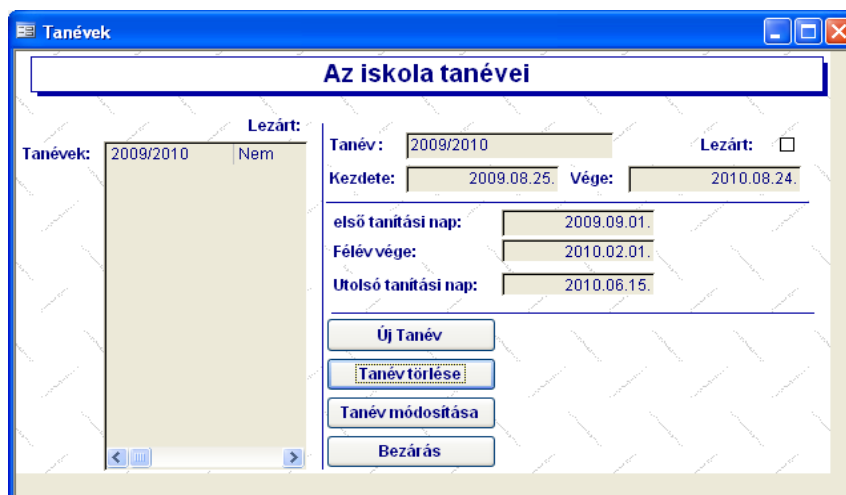 Tanévek
Az iskola tanévei
Lezárt:
Tanévek: 2009/2010 Nem
Tanév: 2009/2010 Lezárt:
Kezdete: 2009.08.25. Vége: 2010.08.24.
első tanítási nap: 2009.09.01.
Félév vége: 2010.02.01.
Utolsó tanítási nap: 2010.06.15.
Új Tanév
Tanév törlése
Tanév módosítása
Bezárás